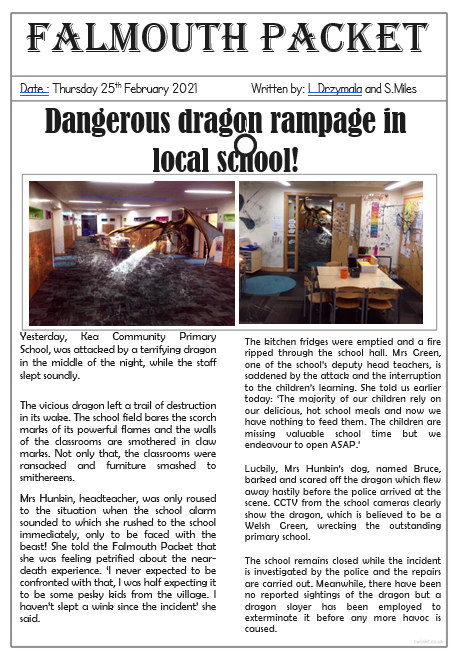 FALMOUTH PACKET
Date : Thursday 25th February 2021
Written by: L Drzymala and S.Miles
Dangerous dragon rampage in
local school!
Yesterday, Kea Community Primary
School, was attacked by a terrifying dragon
in the middle of the night, while the staff
slept soundly.
The vicious dragon left a trail of destruction
in its wake. The school field bares the scorch
marks of its powerful flames and the walls
of the classrooms are smothered in claw
marks. Not only that, the classrooms were
ransacked and furniture smashed to
smithereens.
Mrs Hunkin, headteacher, was only roused
to the situation when the school alarm
sounded to which she rushed to the school
immediately, only to be faced with the
beast! She told the Falmouth Packet that
she was feeling petrified about the near-
death experience. 'I never expected to be
confronted with that, I was half expecting it
to be some pesky kids from the village. I
haven't slept a wink since the incident' she
said.
The kitchen fridges were emptied and a fire
ripped through the school hall. Mrs Green,
one of the school's deputy head teachers, is
saddened by the attack and the interruption
to the children's learning. She told us earlier
today: 'The majority of our children rely on
our delicious, hot school meals and now we
have nothing to feed them. The children are
missing valuable school time but we
endeavour to open ASAP.'
Luckily, Mrs Hunkin's dog, named Bruce,
barked and scared off the dragon which flew
away hastily before the police arrived at the
scene. CCTV from the school cameras clearly
show the dragon, which is believed to be a
Welsh Green, wrecking the outstanding
primary school.
The school remains closed while the incident
is investigated by the police and the repairs
are carried out. Meanwhile, there have been
no reported sightings of the dragon but a
dragon slayer has been employed to
exterminate it before any more havoc is
caused.